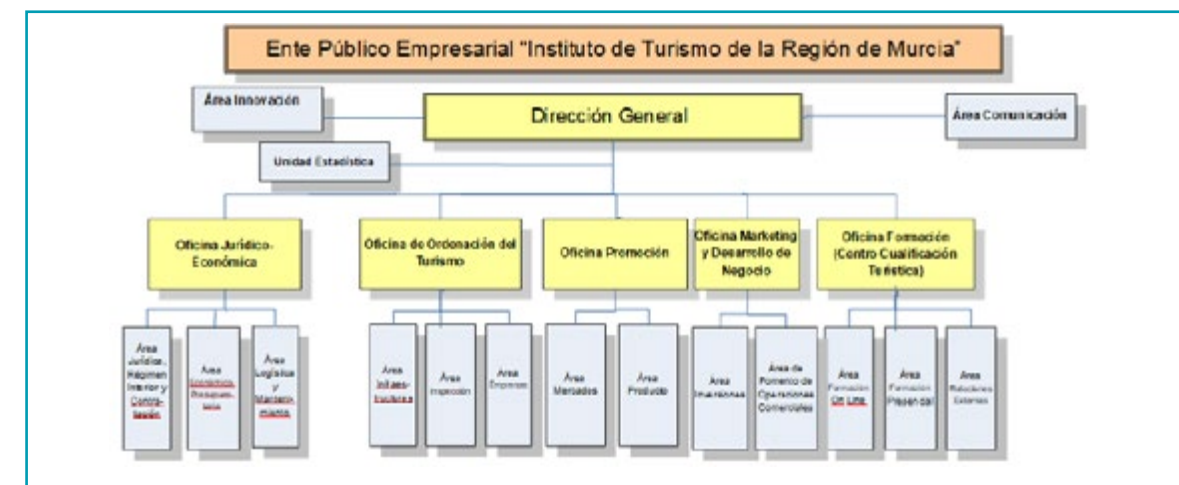 Ente Público Empresarial "Instituto de Turismo de la Región de Murcia"
Área Innovación
Dirección General
Área Comunicación
Unidad Estadística
Oficina Jurídico-
Económica
Oficina de Ordenación del
Turismo
Oficina Promoción
Oficina Marketing
y Desarrollo de
Negocio
Oficina Formación
(Centro Cualificación
Turística)
Área
Jurídica,
Régimen
Interior y
Contra-
tación
Área
Económico
Presupues-
taria
Área
Logística
y
Manteni-
miento
Área
Infraes-
tructuras
Área
Inspección
Área
Empresas
Área
Mercados
Área
Producto
Área
Inversiones
Área de
Fomento de
Operaciones
Comerciales
Área
Formación
On Line
Área
Formación
Presencial
Área
Relaciones
Externas